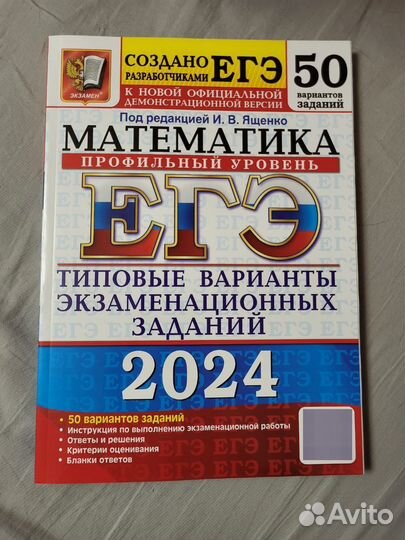 СОЗДАНО
РАЗРАБОТЧИКАМИ ЕГЭ
К НОВОЙ ОФИЦИАЛЬНОЙ
ДЕМОНСТРАЦИОННОЙ ВЕРСИИ
50
вариантов
заданий
ЭКЗАМЕН
Под редакцией И. В. Ященко
МАТЕМАТИКА
ПРОФИЛЬНЫЙ УРОВЕНЬ
ЕГЭ
ТИПОВЫЕ ВАРИАНТЫ
ЭКЗАМЕНАЦИОННЫХ
ЗАДАНИЙ
2024
• 50 вариантов заданий
• Инструкция по выполнению экзаменационной работы
• Ответы и решения
• Критерии оценивания
• Бланки ответов
Avito